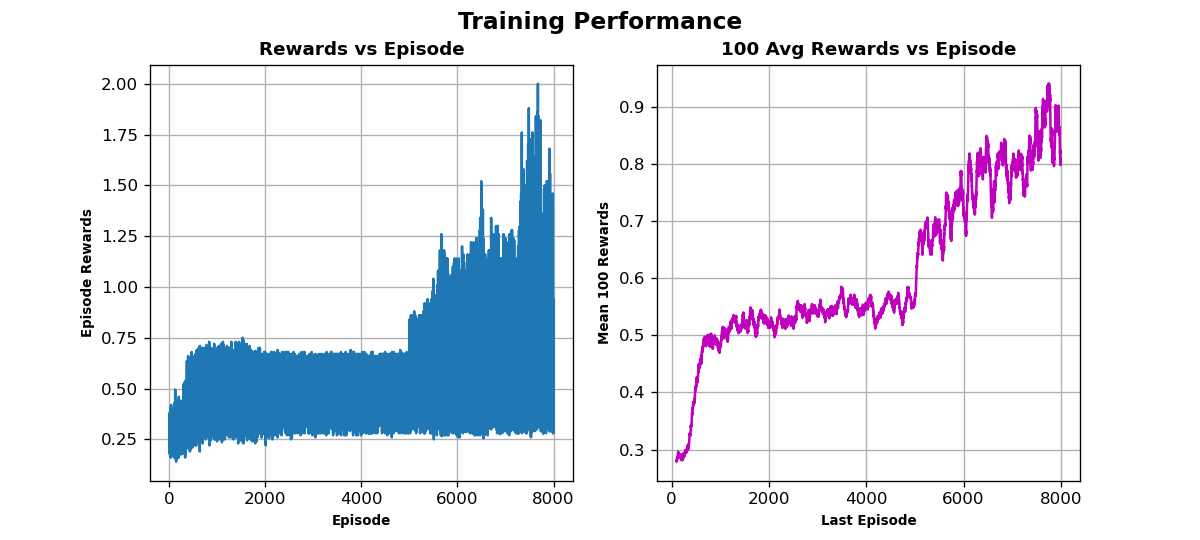 Training Performance
Rewards vs Episode
2.00
1.75
1.50
1.25
1.00
0.75
0.50
0.25
Episode Rewards
0 2000 4000 6000 8000
Episode
100 Avg Rewards vs Episode
0.9
0.8
0.7
0.6
0.5
0.4
0.3
Mean 100 Rewards
0 2000 4000 6000 8000
Last Episode